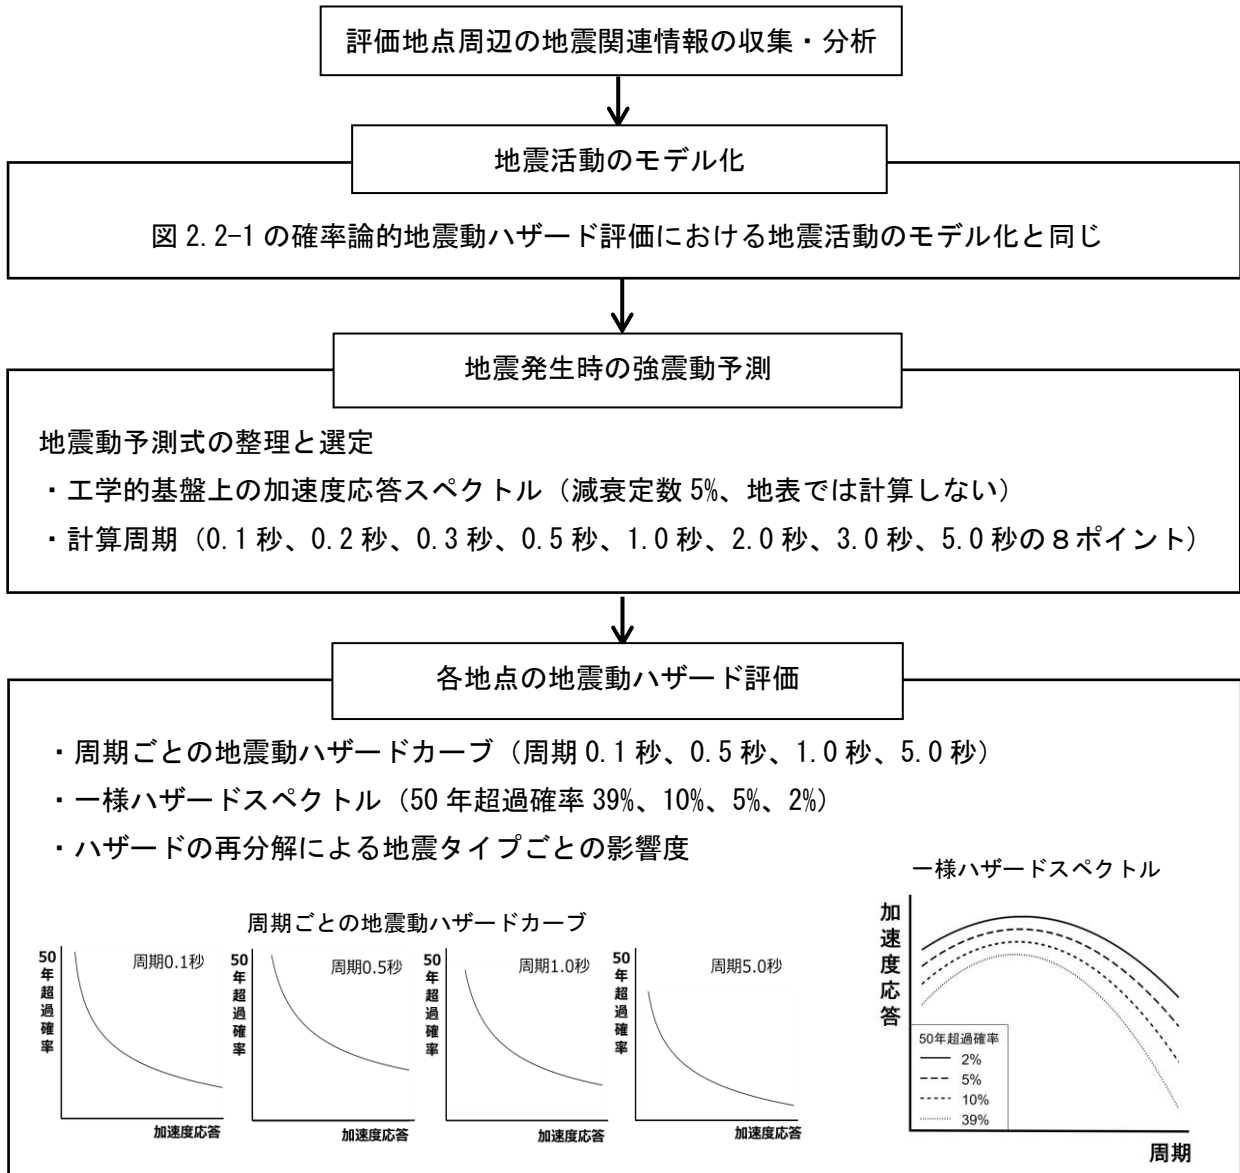 評価地点周辺の地震関連情報の収集・分析
地震活動のモデル化
図 2.2-1 の確率論的地震動ハザード評価における地震活動のモデル化と同じ
地震発生時の強震動予測
地震動予測式の整理と選定
・工学的基盤上の加速度応答スペクトル（減衰定数 5%、地表では計算しない）
・計算周期（0.1 秒、0.2 秒、0.3 秒、0.5 秒、1.0 秒、2.0 秒、3.0 秒、5.0 秒の８ポイント）
各地点の地震動ハザード評価
・周期ごとの地震動ハザードカーブ（周期 0.1 秒、0.5 秒、1.0 秒、5.0 秒）
・一様ハザードスペクトル（50 年超過確率 39%、10%、5%、2%）
・ハザードの再分解による地震タイプごとの影響度
周期ごとの地震動ハザードカーブ
50年超過確率
周期0.1秒
加速度応答
50年超過確率
周期0.5秒
加速度応答
50年超過確率
周期1.0秒
加速度応答
50年超過確率
周期5.0秒
加速度応答
一様ハザードスペクトル
加速度応答
50年超過確率
2%
5%
10%
39%
周期